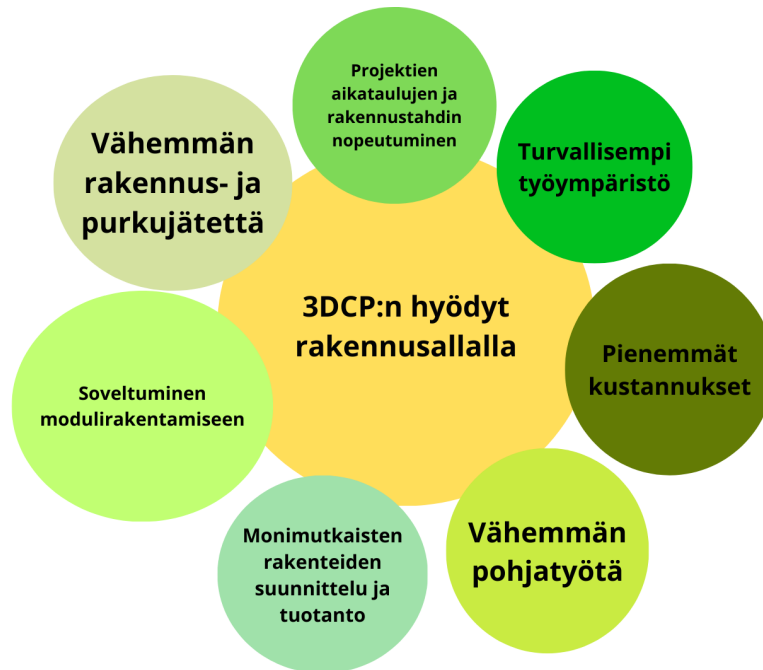 Projektien
aikataulujen ja
rakennustahdin
nopeutuminen
Turvallisempi
työympäristö
Pienemmät
kustannukset
Vähemmän
pohjatyötä
Monimutkaisten
rakenteiden
suunnittelu ja
tuotanto
Soveltuminen
modulirakentamiseen
Vähemmän
rakennus- ja
purkujätettä
3DCP:n hyödyt
rakennusallalla